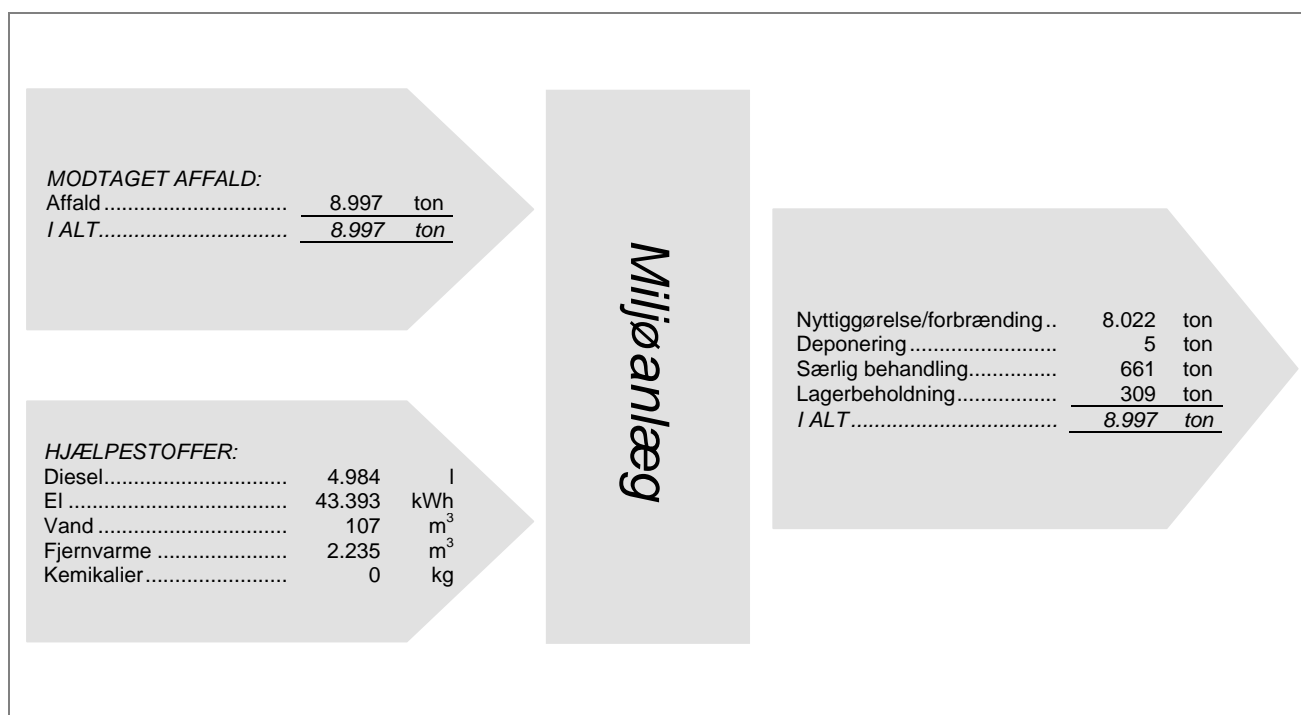 MODTAGET AFFALD:
Affald ............................... 8.997 ton
I ALT................................ 8.997 ton
HJÆLPESTOFFER:
Diesel............................... 4.984 l
El ..................................... 43.393 kWh
Vand ................................ 107 m³
Fjernvarme ...................... 2.235 m³
Kemikalier........................ 0 kg
Miljøanlæg
Nyttiggørelse/forbrænding .. 8.022 ton
Deponering......................... 5 ton
Særlig behandling............... 661 ton
Lagerbeholdning................. 309 ton
I ALT................................... 8.997 ton